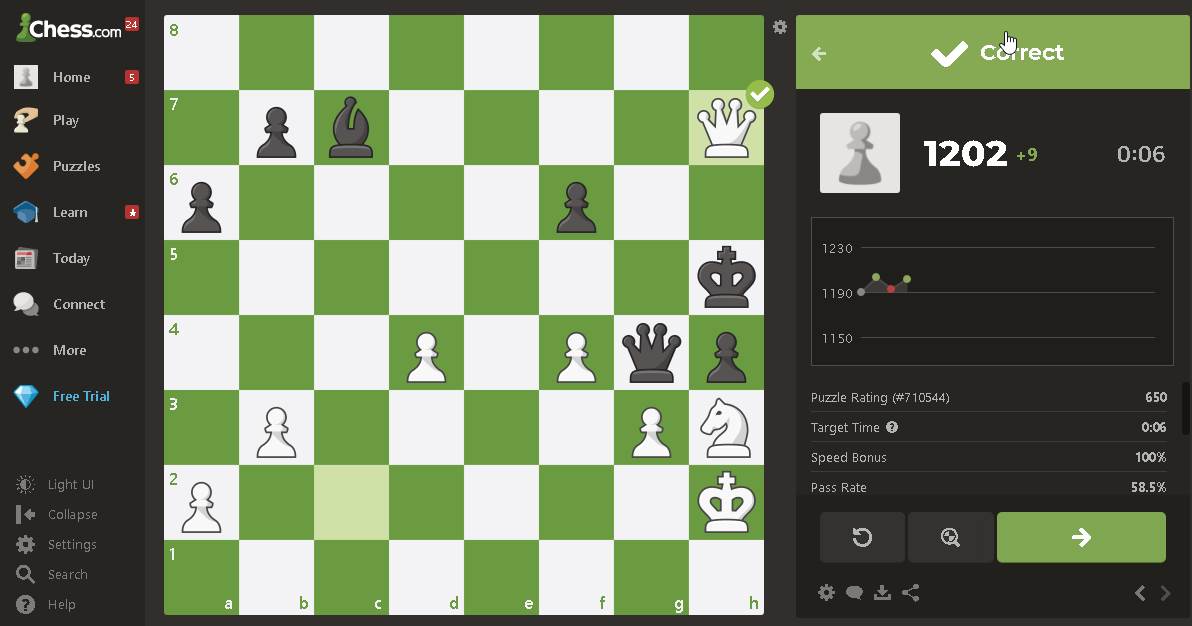 Chess.com 24
Home 5
Play
Puzzles
Learn
Today
Connect
More
Free Trial
Light UI
Collapse
Settings
Search
Help
8
7
6
5
4
3
2
1
a b c d e f g h
Correct
1202 +9 0:06
1230
1190
1150
Puzzle Rating (#710544) 650
Target Time ? 0:06
Speed Bonus 100%
Pass Rate 58.5%